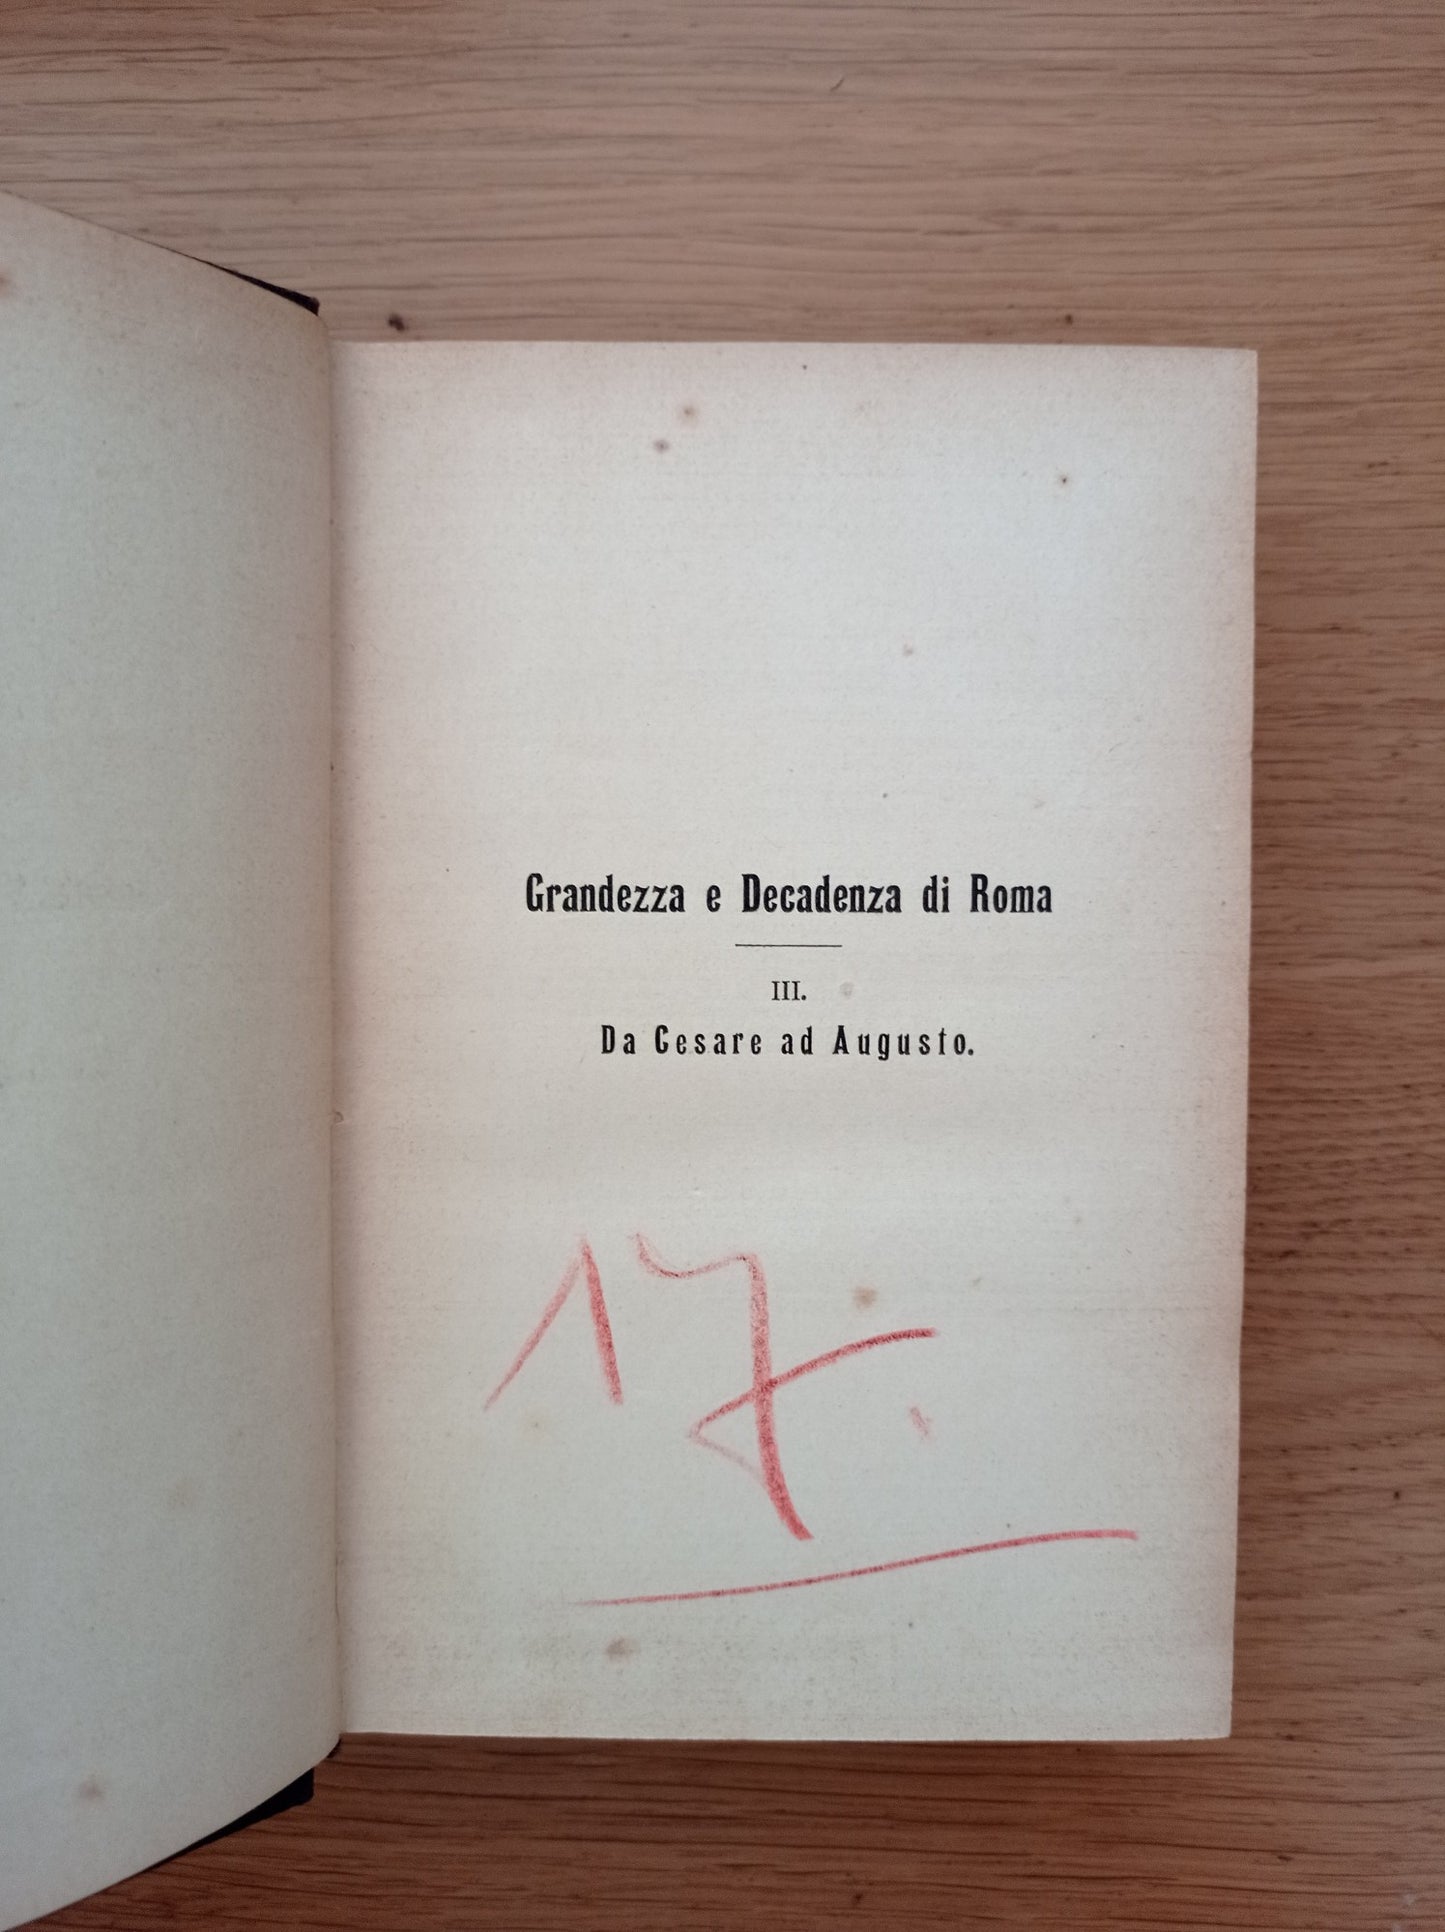 Grandezza e Decadenza di Roma
III.
Da Cesare ad Augusto.
17.